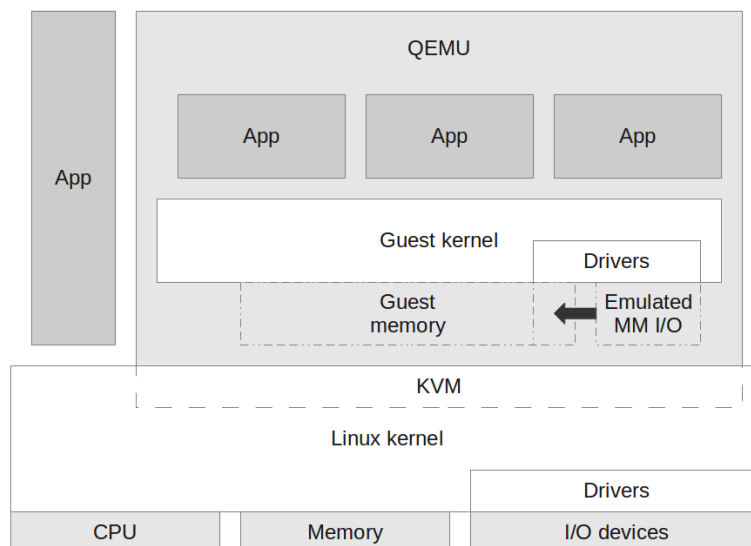 QEMU
App
App
App
App
Guest kernel
Drivers
Guest
memory
Emulated
MM I/O
KVM
Linux kernel
Drivers
CPU
Memory
I/O devices